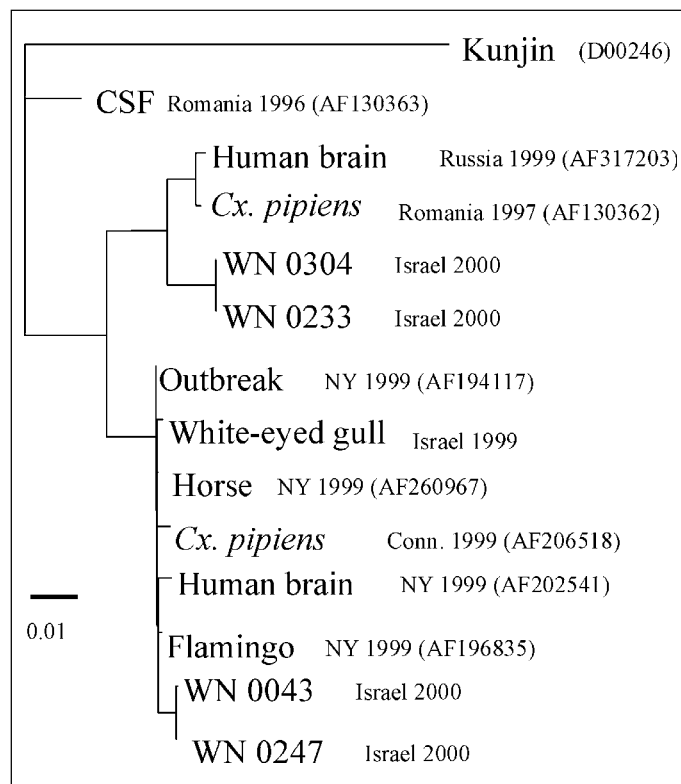 Kunjin (D00246)
CSF Romania 1996 (AF130363)
Human brain Russia 1999 (AF317203)
Cx. pipiens Romania 1997 (AF130362)
WN 0304 Israel 2000
WN 0233 Israel 2000
Outbreak NY 1999 (AF194117)
White-eyed gull Israel 1999
Horse NY 1999 (AF260967)
Cx. pipiens Conn. 1999 (AF206518)
Human brain NY 1999 (AF202541)
0.01
Flamingo NY 1999 (AF196835)
WN 0043 Israel 2000
WN 0247 Israel 2000